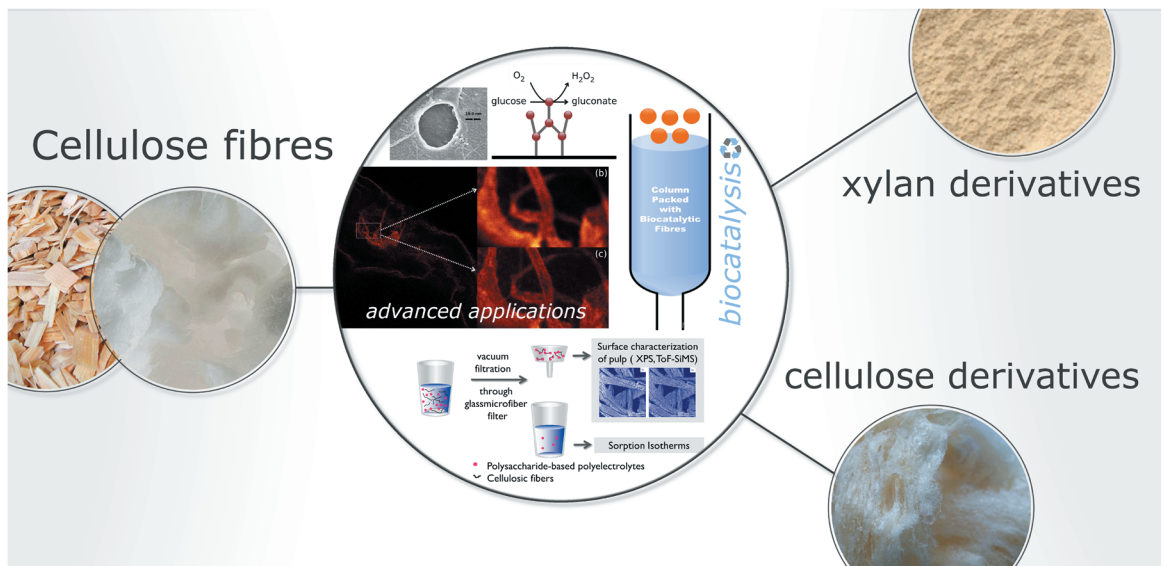 Cellulose fibres
O2
H2O2
glucose
gluconate
(b)
(c)
advanced applications
Column
Packed
with
Biocatalytic
Fibres
biocatalysis
xylan derivatives
cellulose derivatives
vacuum
filtration
through
glassmicrofiber
filter
Surface characterization
of pulp ( XPS, ToF-SiMS)
Sorption Isotherms
Polysaccharide-based polyelectrolytes
Cellulosic fibers